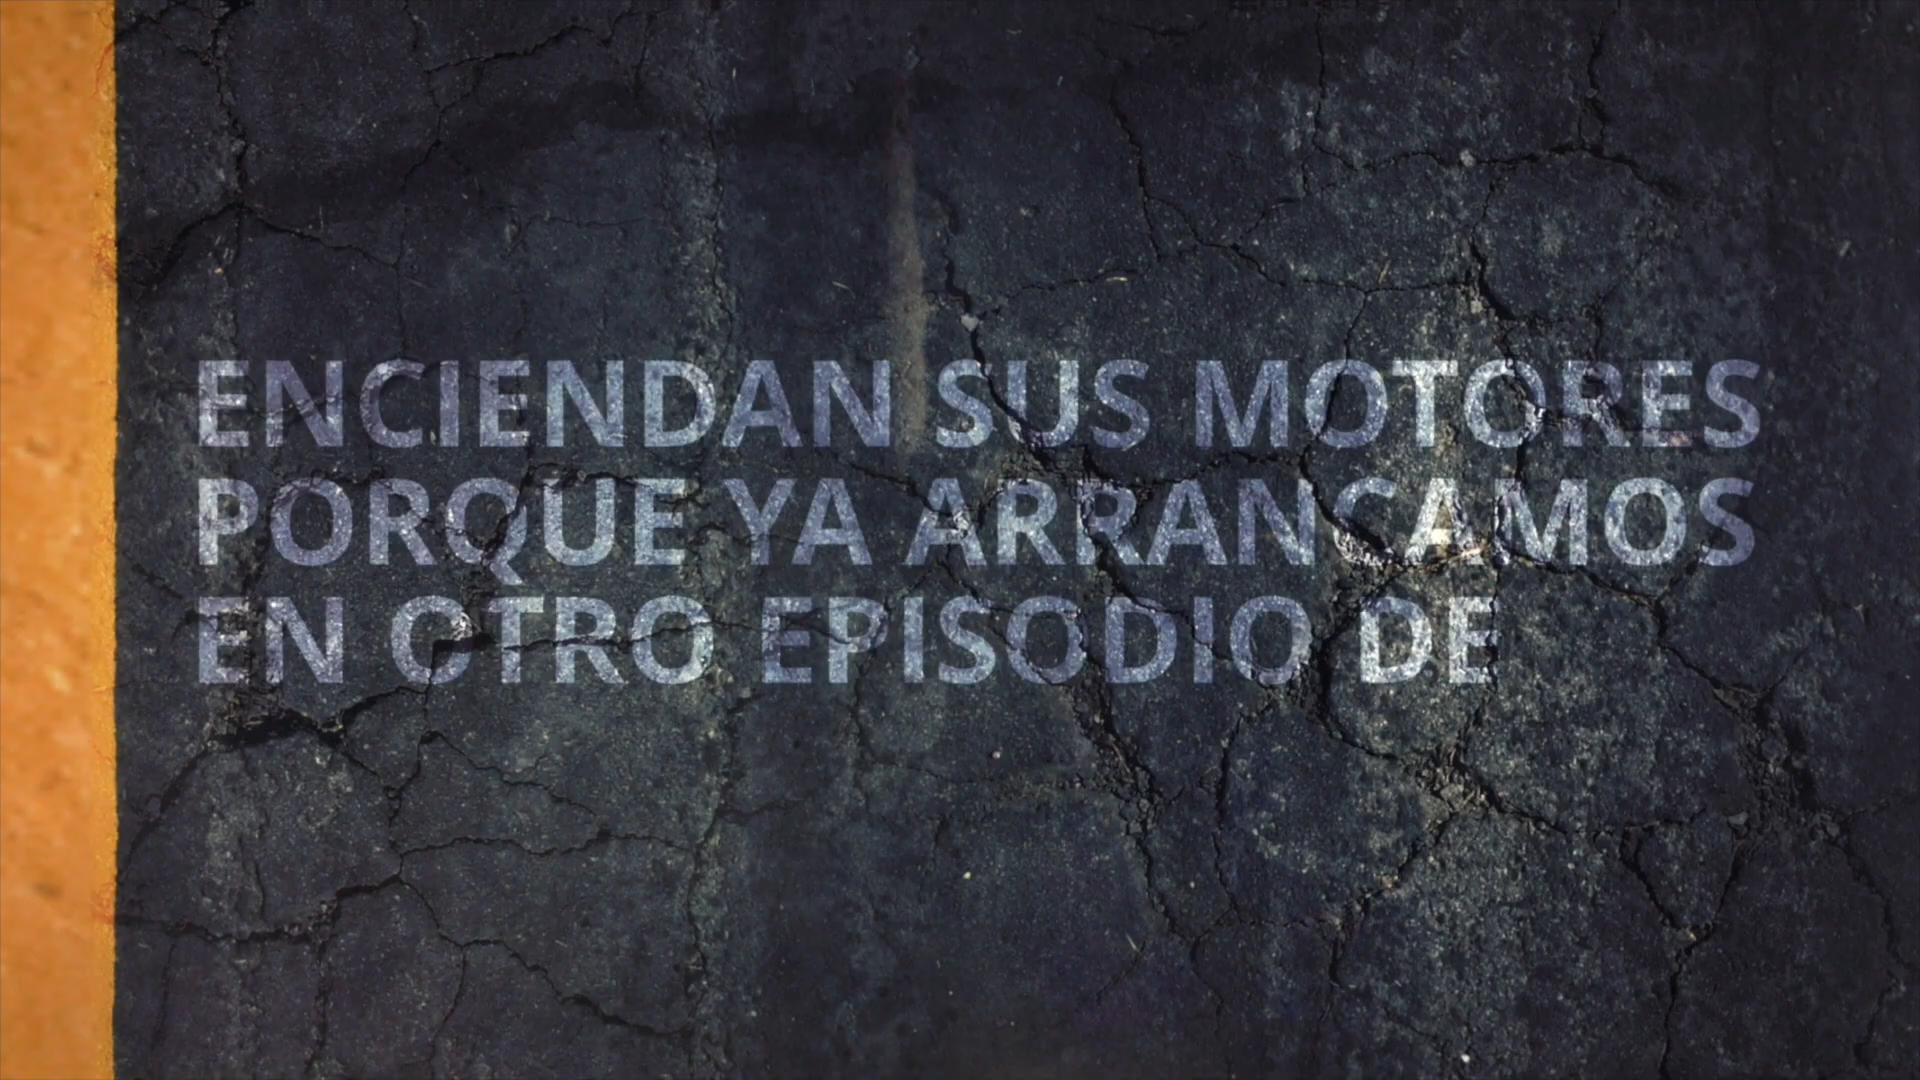 ENCIENDAN SUS MOTORES
PORQUE YA ARRANCAMOS
EN OTRO EPISODIO DE